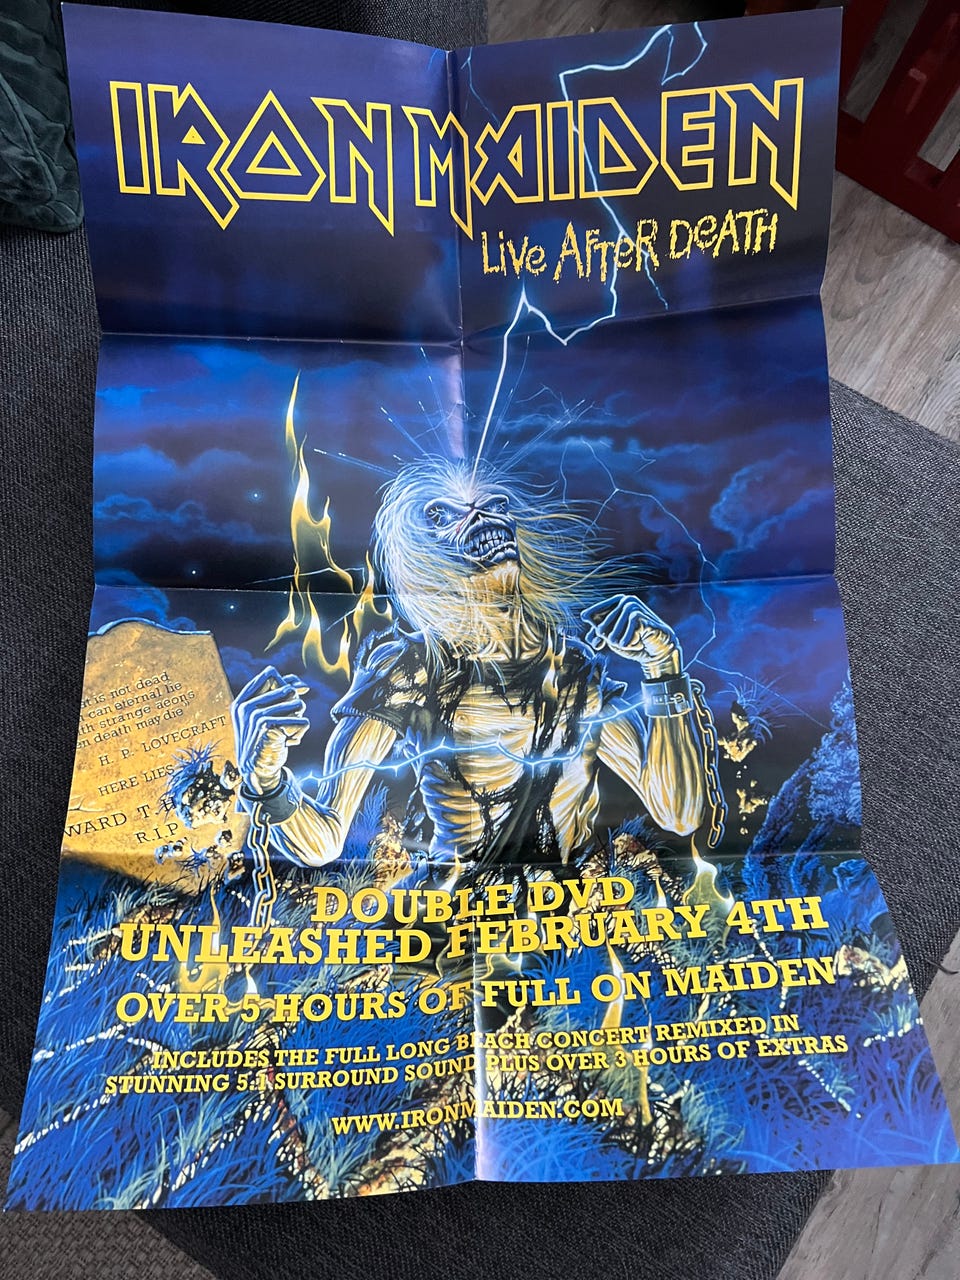 IRON MAIDEN
LIVE AFTER DEATH
t is not dead
can eternal lie
th strange aeons
n death may die"
H. P. LOVECRAFT
HERE LIES
WARD T. H
R.I.P
DOUBLE DVD
UNLEASHED FEBRUARY 4TH
OVER 5 HOURS OF FULL ON MAIDEN
INCLUDES THE FULL LONG BEACH CONCERT REMIXED IN
STUNNING 5.1 SURROUND SOUND PLUS OVER 3 HOURS OF EXTRAS
WWW.IRONMAIDEN.COM